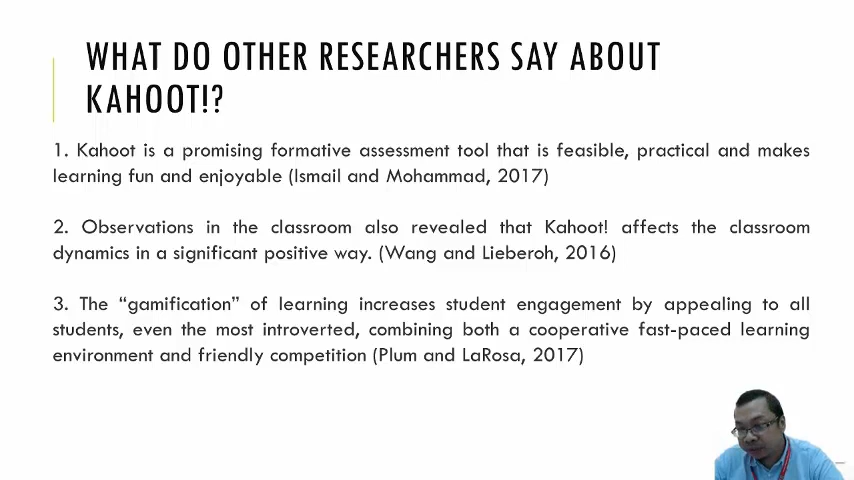 WHAT DO OTHER RESEARCHERS SAY ABOUT
KAHOOT!?
1. Kahoot is a promising formative assessment tool that is feasible, practical and makes
learning fun and enjoyable (Ismail and Mohammad, 2017)
2. Observations in the classroom also revealed that Kahoot! affects the classroom
dynamics in a significant positive way. (Wang and Lieberoh, 2016)
3. The “gamification” of learning increases student engagement by appealing to all
students, even the most introverted, combining both a cooperative fast-paced learning
environment and friendly competition (Plum and LaRosa, 2017)